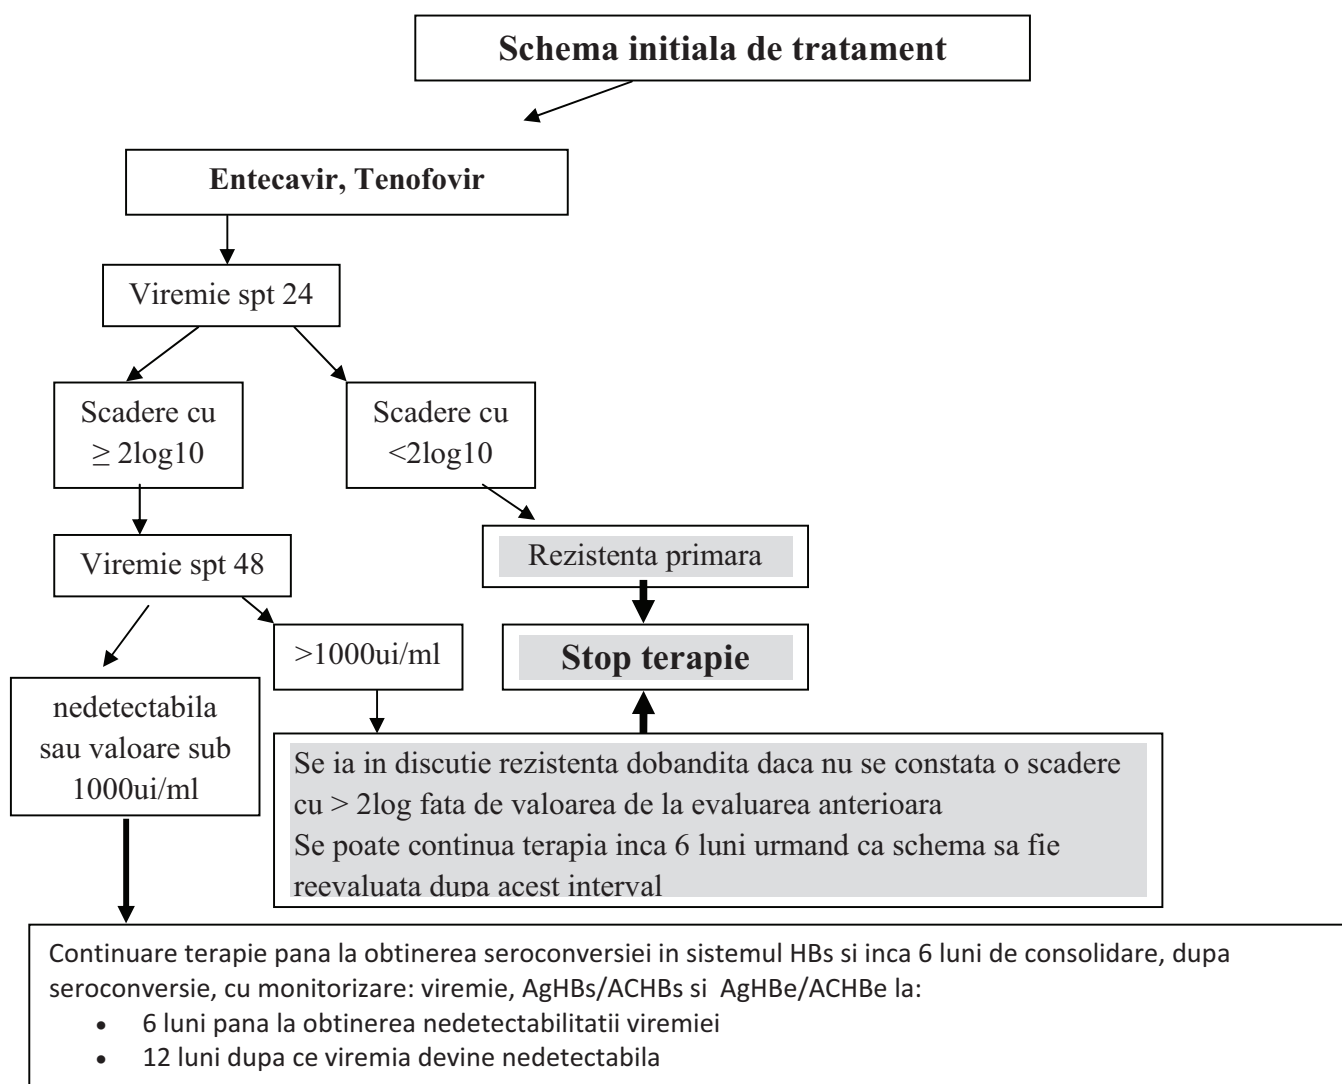 Schema initiala de tratament
Entecavir, Tenofovir
Viremie spt 24
Scadere cu
≥ 2log10
Scadere cu
<2log10
Viremie spt 48
Rezistenta primara
>1000ui/ml
Stop terapie
nedetectabila
sau valoare sub
1000ui/ml
Se ia in discutie rezistenta dobandita daca nu se constata o scadere
cu > 2log fata de valoarea de la evaluarea anterioara
Se poate continua terapia inca 6 luni urmand ca schema sa fie
reevaluata dupa acest interval
Continuare terapie pana la obtinerea seroconversiei in sistemul HBs si inca 6 luni de consolidare, dupa
seroconversie, cu monitorizare: viremie, AgHBs/ACHBs si AgHBe/ACHBe la:
• 6 luni pana la obtinerea nedetectabilitatii viremiei
• 12 luni dupa ce viremia devine nedetectabila